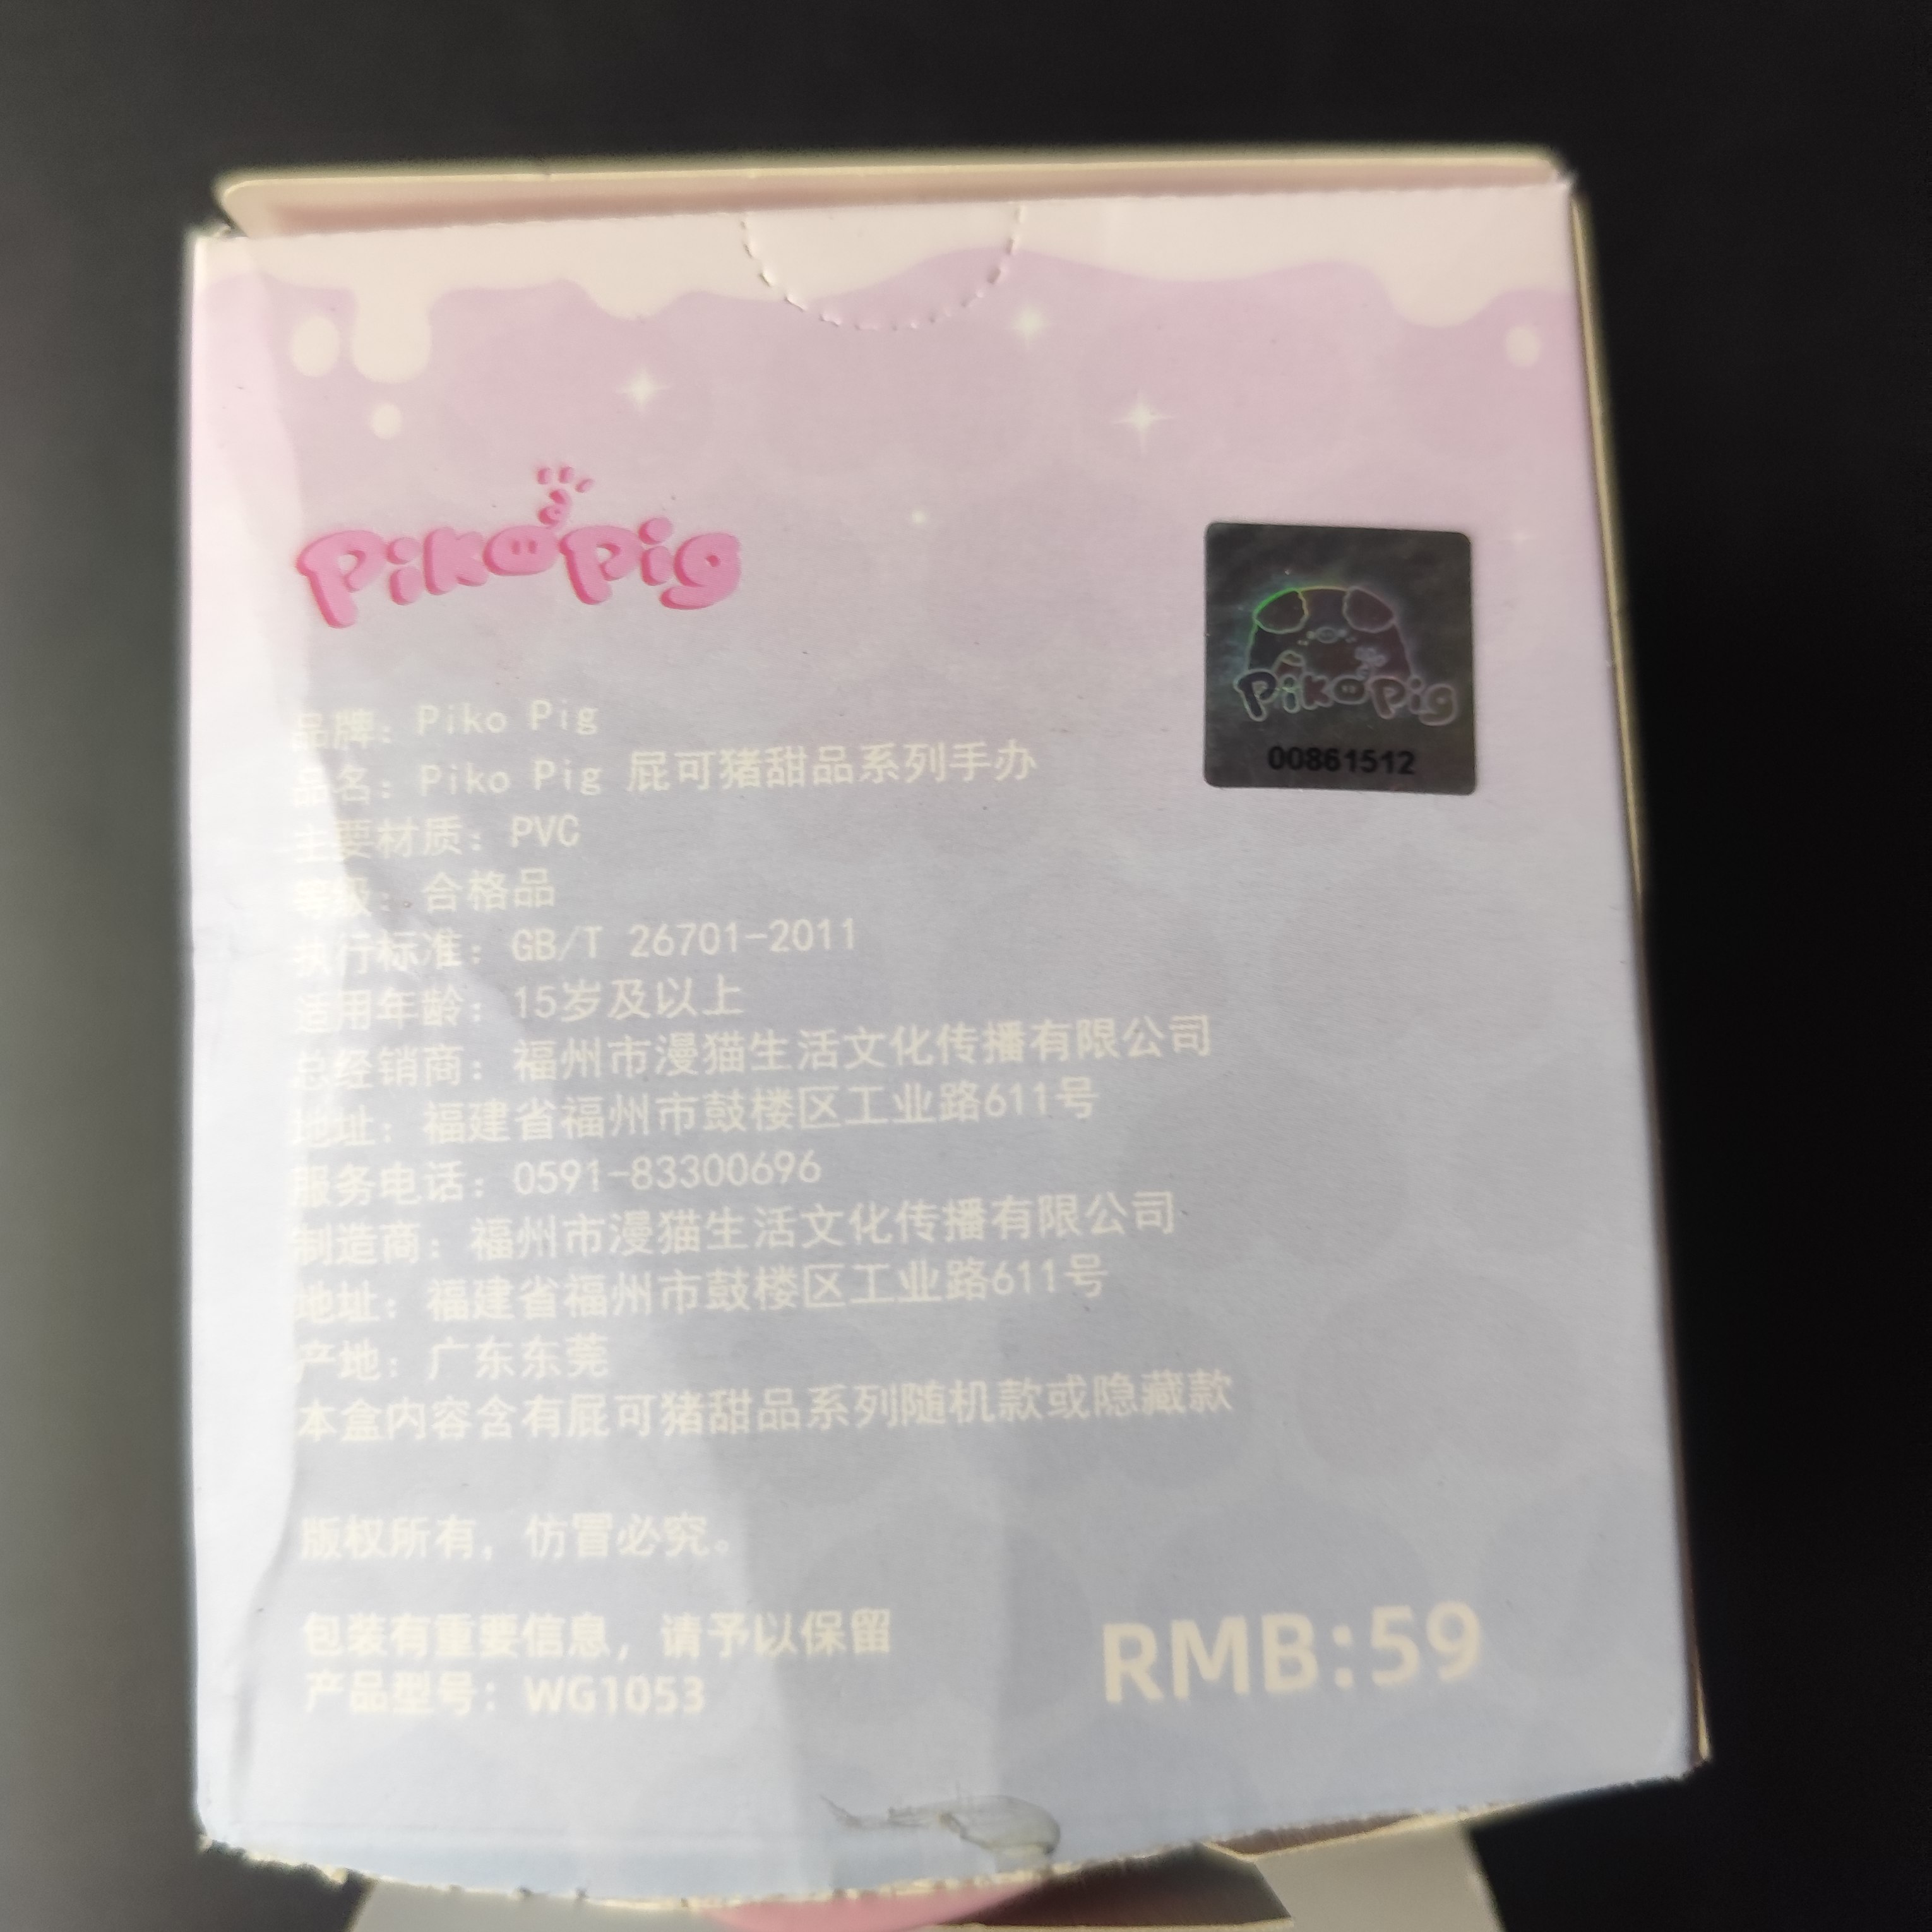 PikoPig
PikoPig
00861512
品牌：Piko Pig
品名：Piko Pig 屁可猪甜品系列手办
主要材质：PVC
等级：合格品
执行标准：GB/T 26701-2011
适用年龄：15岁及以上
总经销商：福州市漫猫生活文化传播有限公司
地址：福建省福州市鼓楼区工业路611号
服务电话：0591-83300696
制造商：福州市漫猫生活文化传播有限公司
地址：福建省福州市鼓楼区工业路611号
产地：广东东莞
本盒内容含有屁可猪甜品系列随机款或隐藏款
版权所有，仿冒必究。
包装有重要信息，请予以保留
产品型号：WG1053
RMB:59